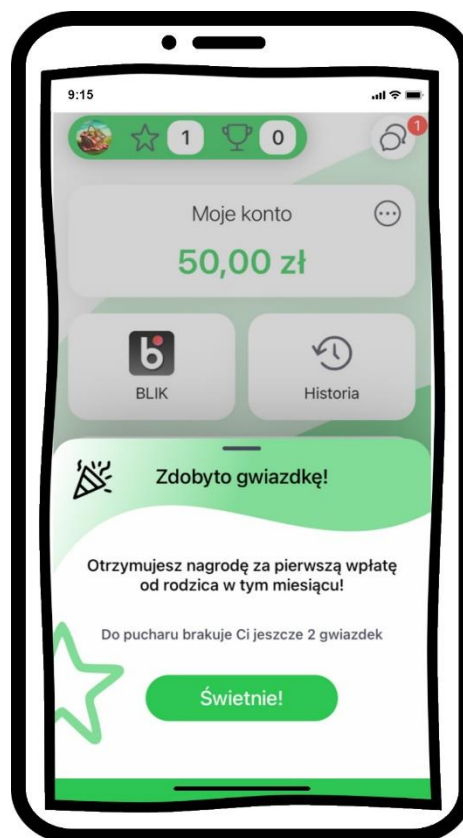 9:15
1 0 1
Moje konto
50,00 zł
BLIK Historia
Zdobyto gwiazdkę!
Otrzymujesz nagrodę za pierwszą wpłatę
od rodzica w tym miesiącu!
Do pucharu brakuje Ci jeszcze 2 gwiazdek
Świetnie!